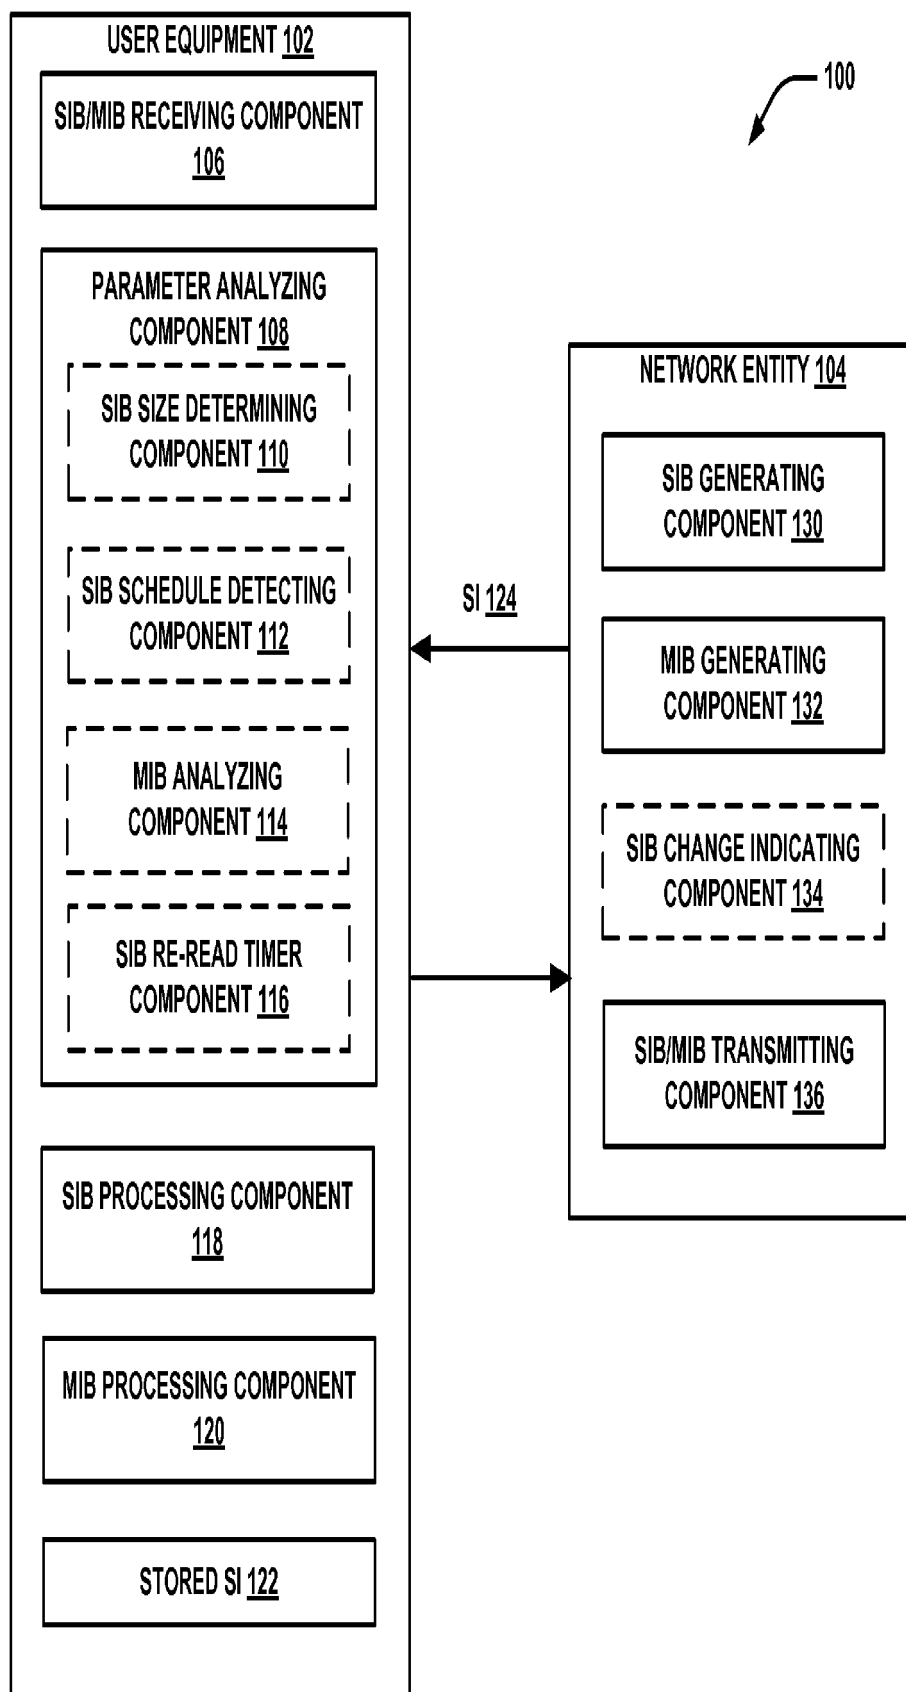 USER EQUIPMENT 102
SIB/MIB RECEIVING COMPONENT
106
PARAMETER ANALYZING
COMPONENT 108
SIB SIZE DETERMINING
COMPONENT 110
SIB SCHEDULE DETECTING
COMPONENT 112
MIB ANALYZING
COMPONENT 114
SIB RE-READ TIMER
COMPONENT 116
SIB PROCESSING COMPONENT
118
MIB PROCESSING COMPONENT
120
STORED SI 122
SI 124
100
NETWORK ENTITY 104
SIB GENERATING
COMPONENT 130
MIB GENERATING
COMPONENT 132
SIB CHANGE INDICATING
COMPONENT 134
SIB/MIB TRANSMITTING
COMPONENT 136